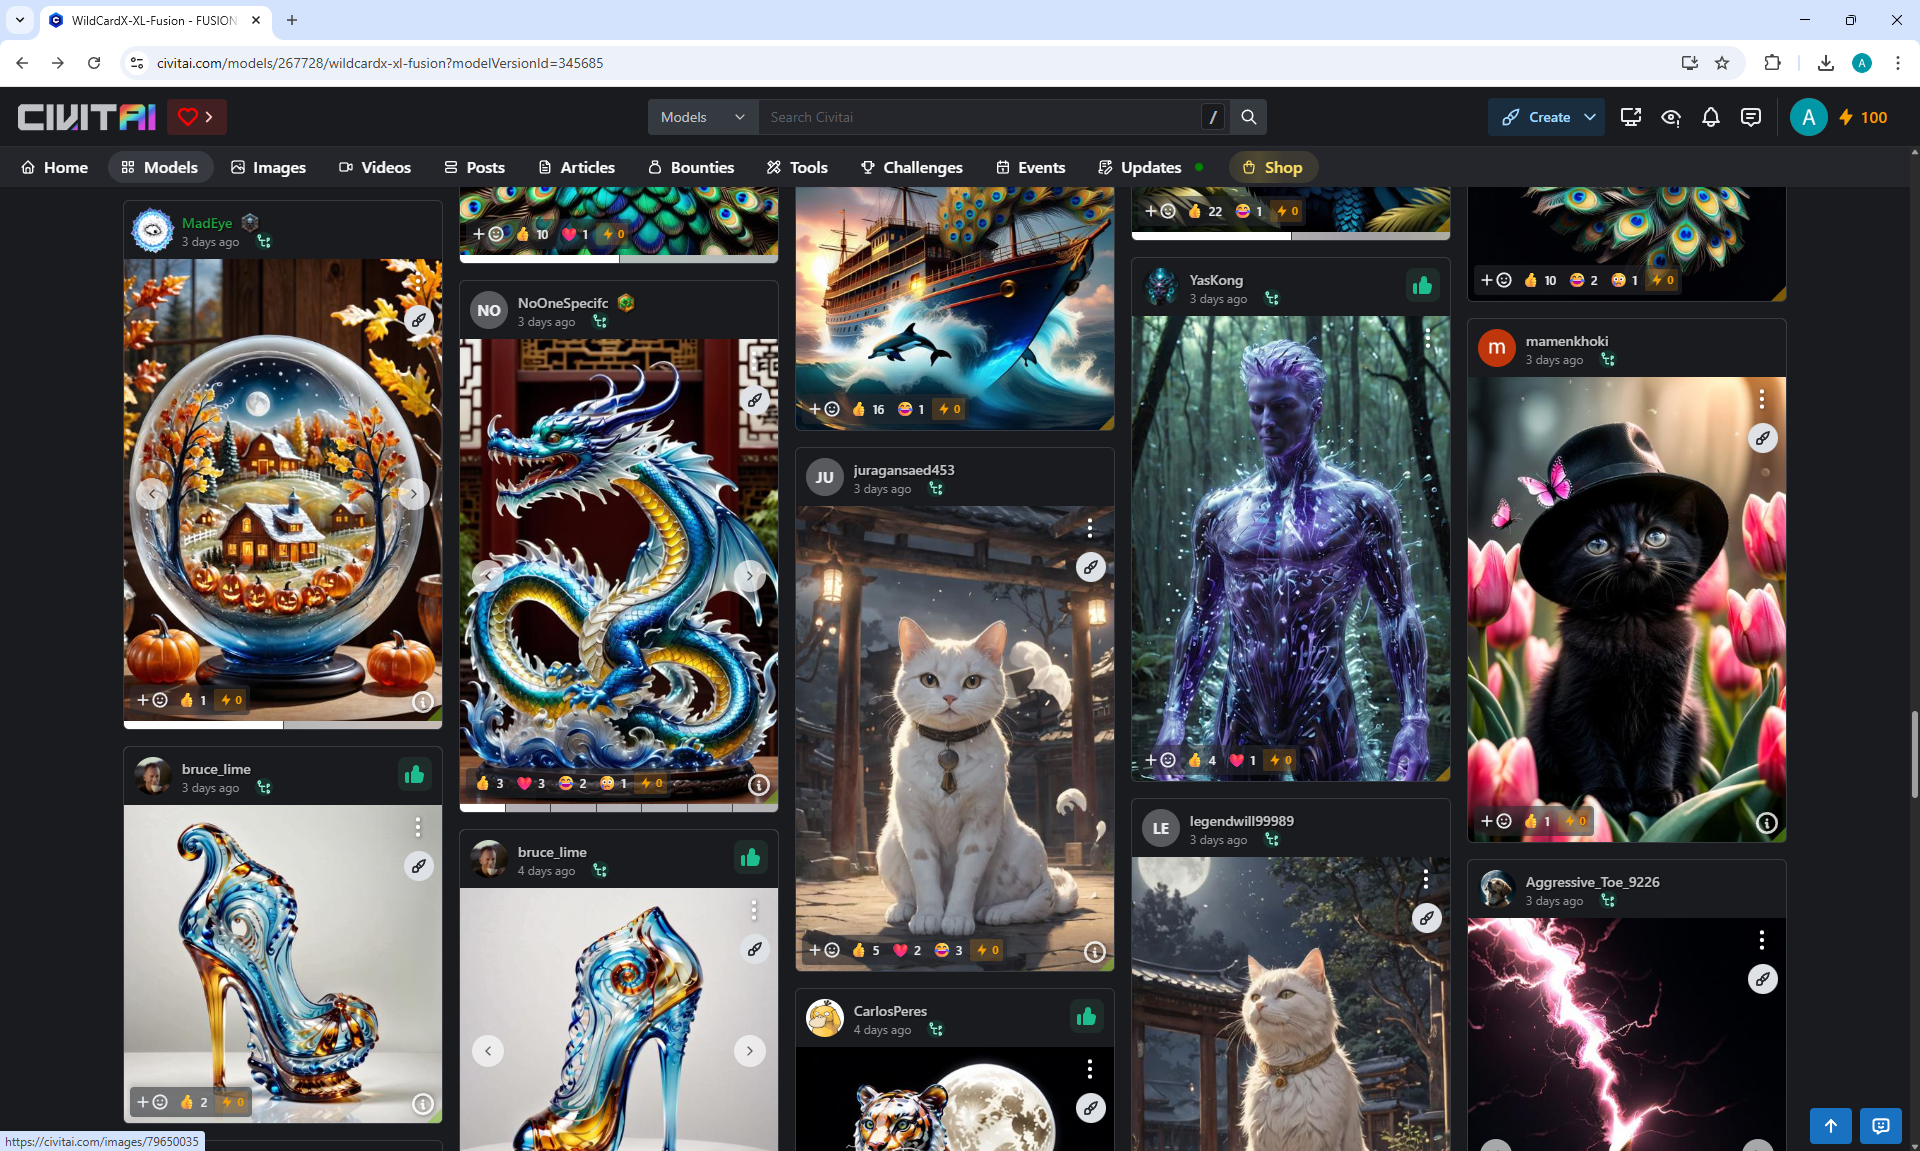 WildCardX-XL-Fusion - FUSION
civitai.com/models/267728/wildcardx-xl-fusion?modelVersionId=345685
A
CIVITAI
Models
Search Civitai
/
Create
A
100
Home
Models
Images
Videos
Posts
Articles
Bounties
Tools
Challenges
Events
Updates
Shop
MadEye
3 days ago
1
0
bruce_lime
3 days ago
2
0
10
1
0
NO
NoOneSpecifc
3 days ago
3
3
2
1
0
bruce_lime
4 days ago
16
1
0
JU
juragansaed453
3 days ago
5
2
3
0
CarlosPeres
4 days ago
22
1
0
YasKong
3 days ago
4
1
0
LE
legendwill99989
3 days ago
10
2
1
0
m
mamenkhoki
3 days ago
1
0
Aggressive_Toe_9226
3 days ago
https://civitai.com/images/79650035